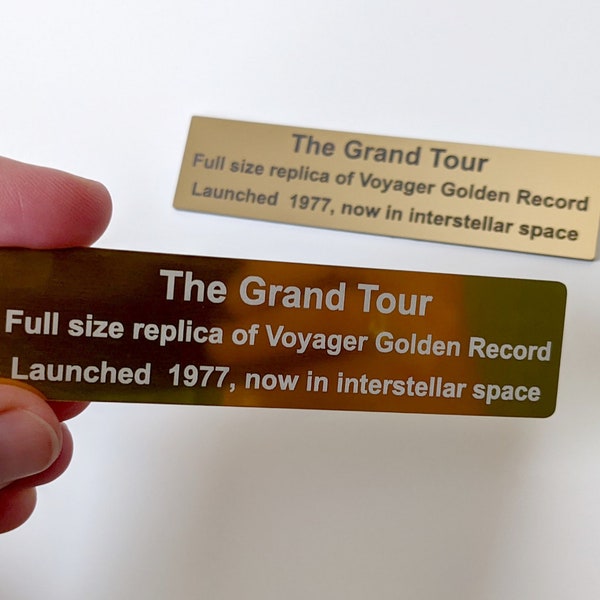 The Grand Tour
Full size replica of Voyager Golden Record
Launched  1977, now in interstellar space
The Grand Tour
Full size replica of Voyager Golden Record
Launched  1977, now in interstellar space